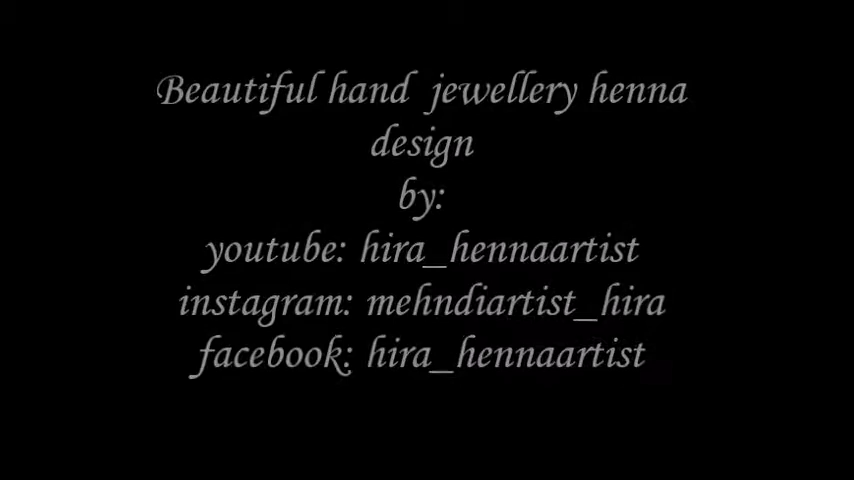 Beautiful hand jewellery henna
design
by:
youtube: hira_hennaartist
instagram: mehndiartist_hira
facebook: hira_hennaartist